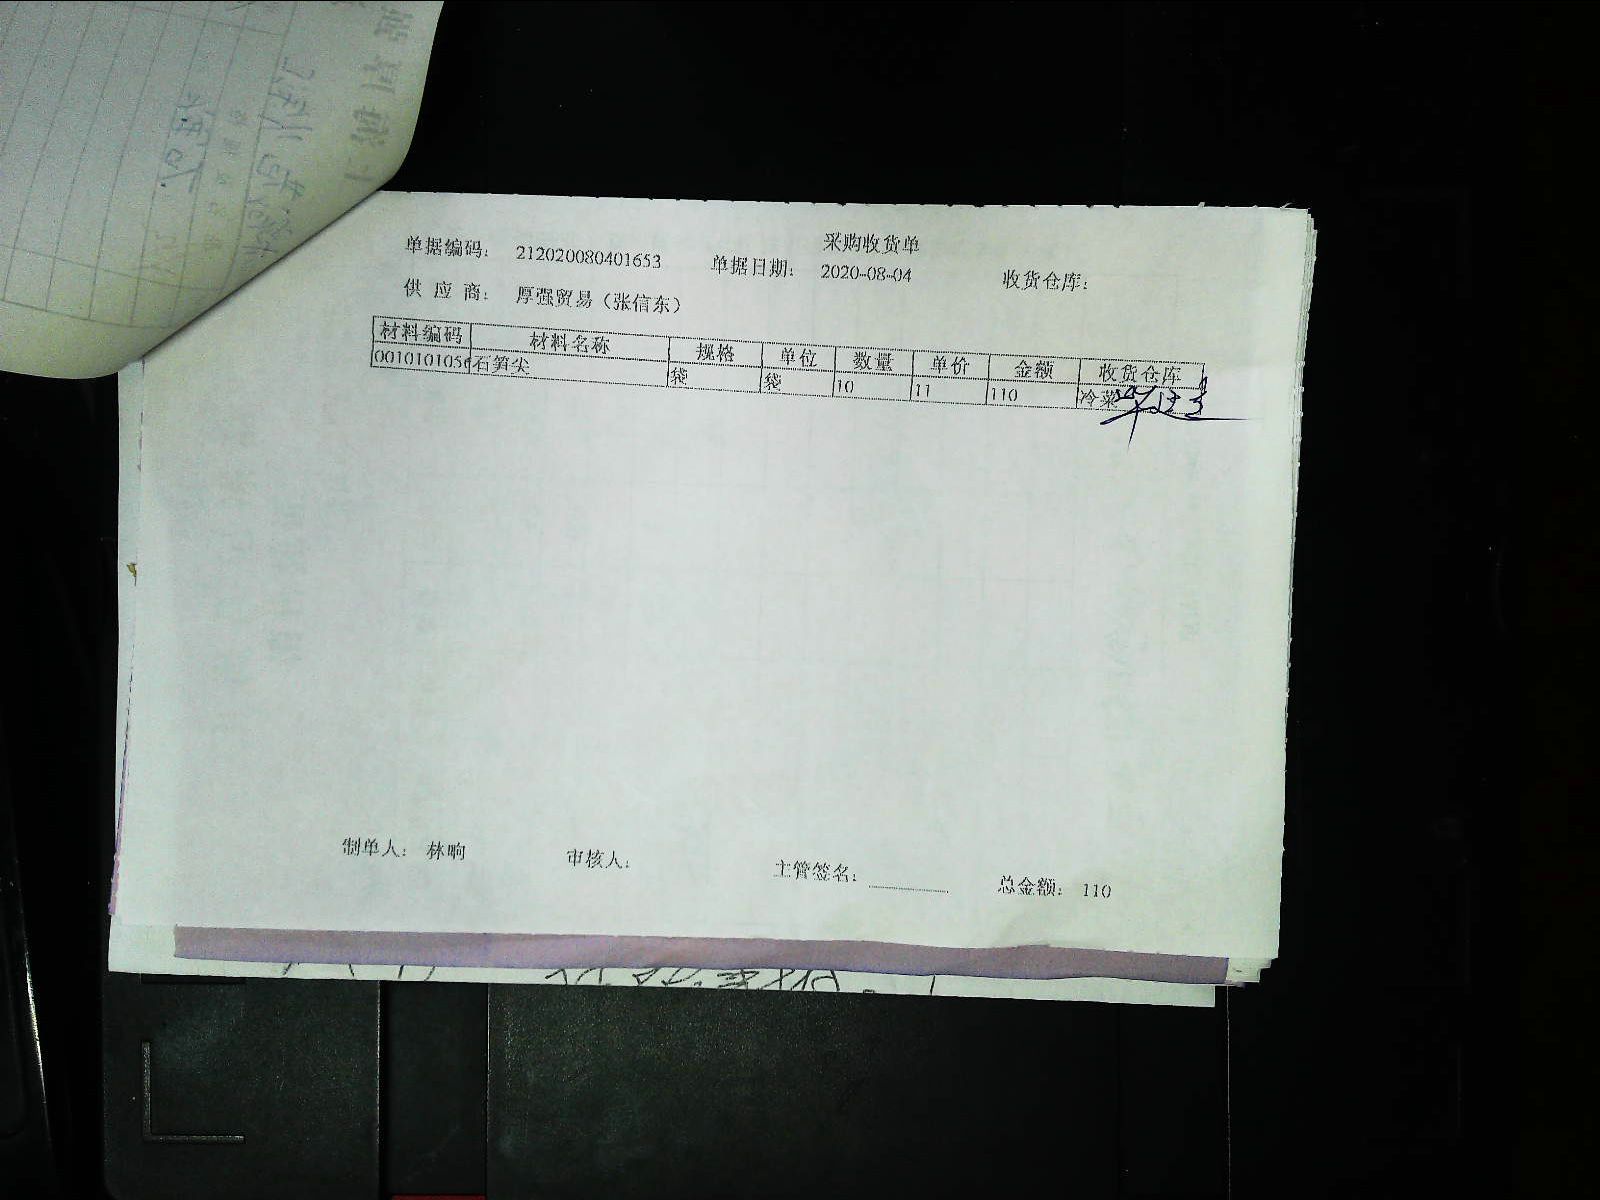 采购收货单
单据编码： 212020080401653 单据日期： 2020-08-04 收货仓库：
供 应 商： 厚强贸易（张信东）
材料编码 材料名称 规格 单位 数量 单价 金额 收货仓库
0010101056 石笋尖 袋 袋 10 11 110 冷菜
制单人： 林晌 审核人： 主管签名： 总金额： 110